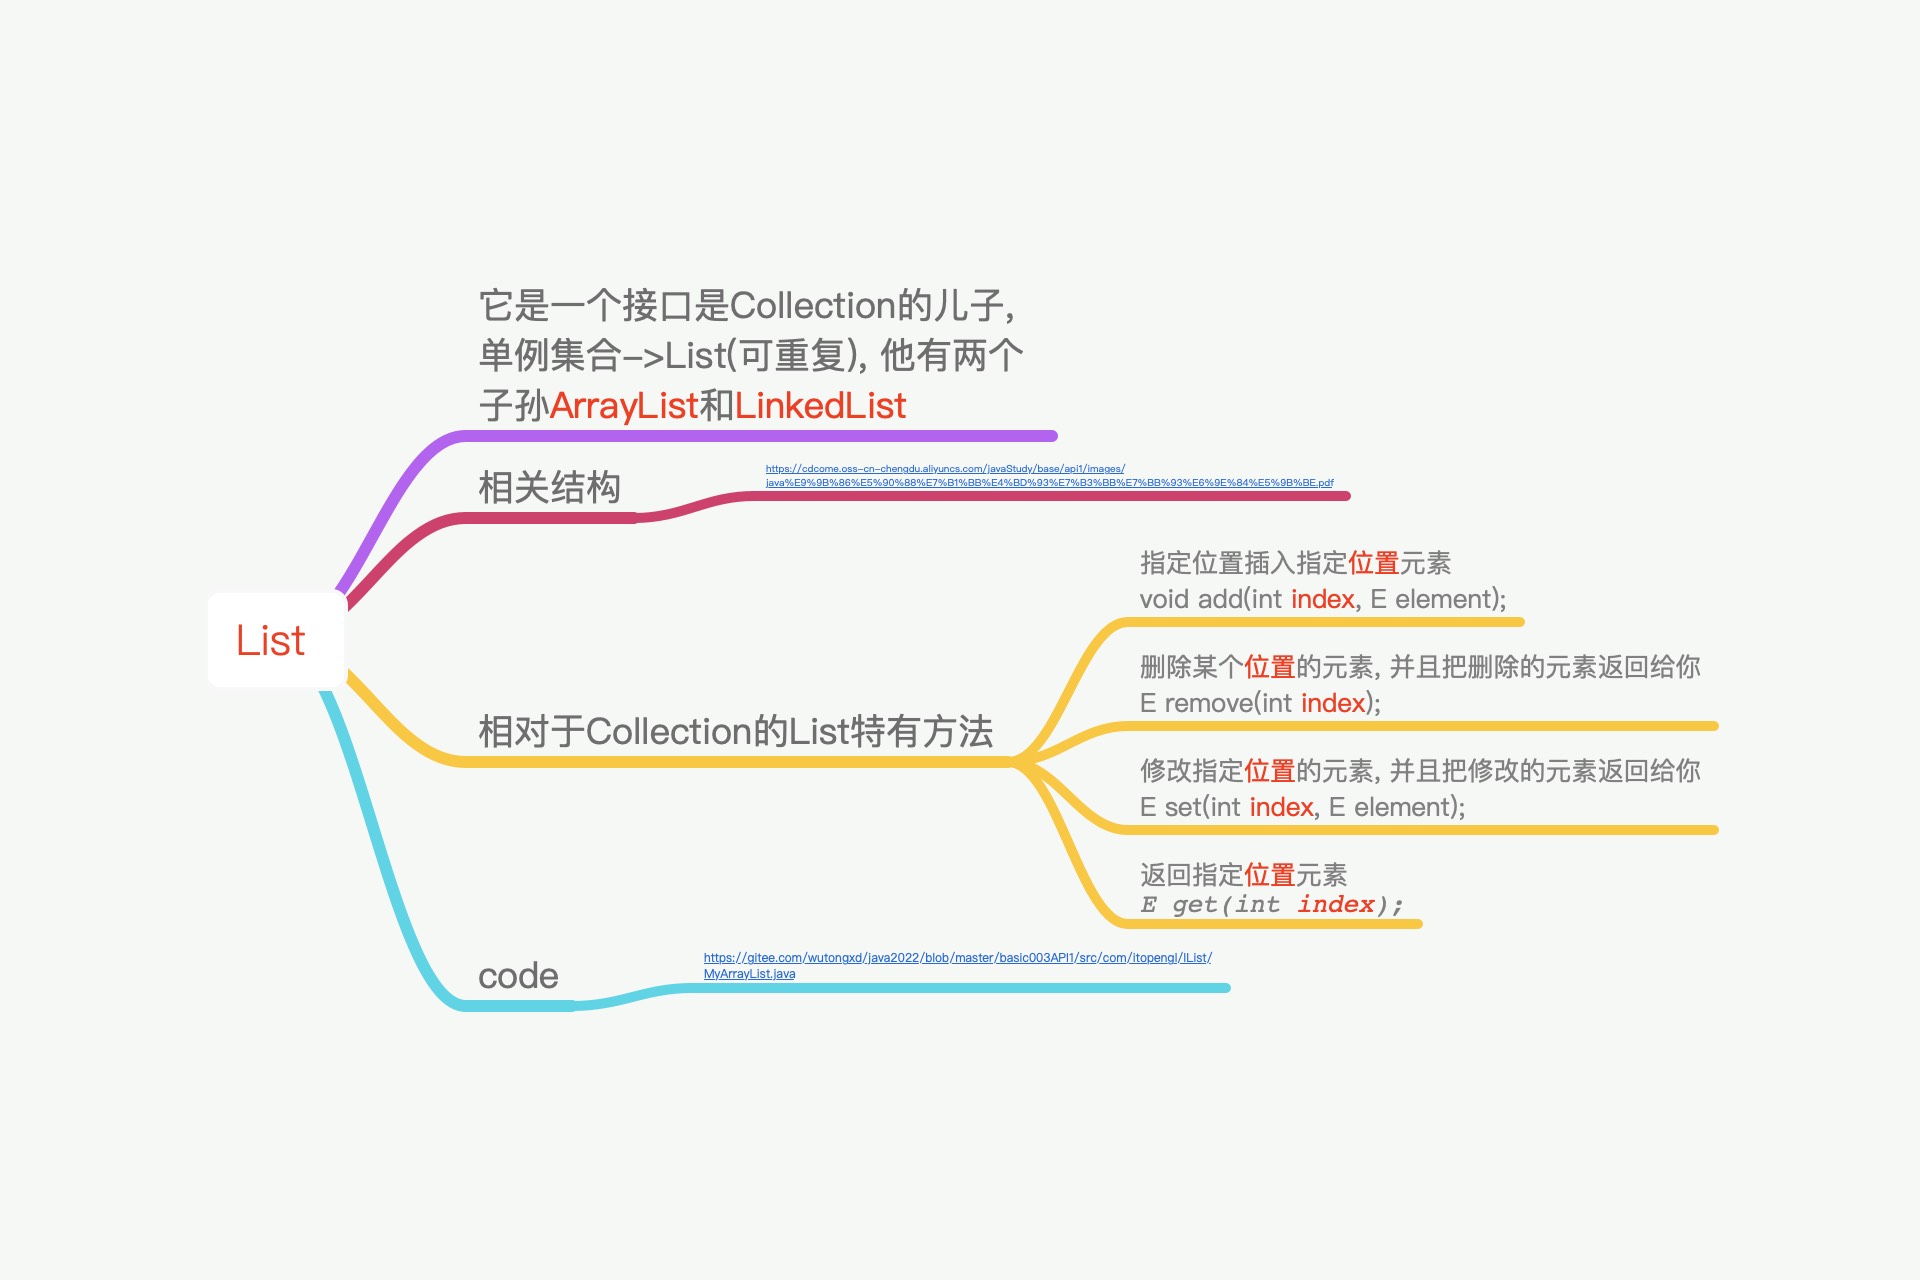 它是一个接口是Collection的儿子,
单例集合->List(可重复), 他有两个
子孙ArrayList和LinkedList
相关结构
https://cdcome.oss-cn-chengdu.aliyuncs.com/javaStudy/base/api1/images/
java%E9%9B%86%E5%90%88%E7%B1%BB%E4%BD%93%E7%B3%BB%E7%BB%93%E6%9E%84%E5%9B%BE.pdf
List
相对于Collection的List特有方法
指定位置插入指定位置元素
void add(int index, E element);
删除某个位置的元素, 并且把删除的元素返回给你
E remove(int index);
修改指定位置的元素, 并且把修改的元素返回给你
E set(int index, E element);
返回指定位置元素
E get(int index);
code
https://gitee.com/wutongxd/java2022/blob/master/basic003API1/src/com/itopengl/IList/
MyArrayList.java